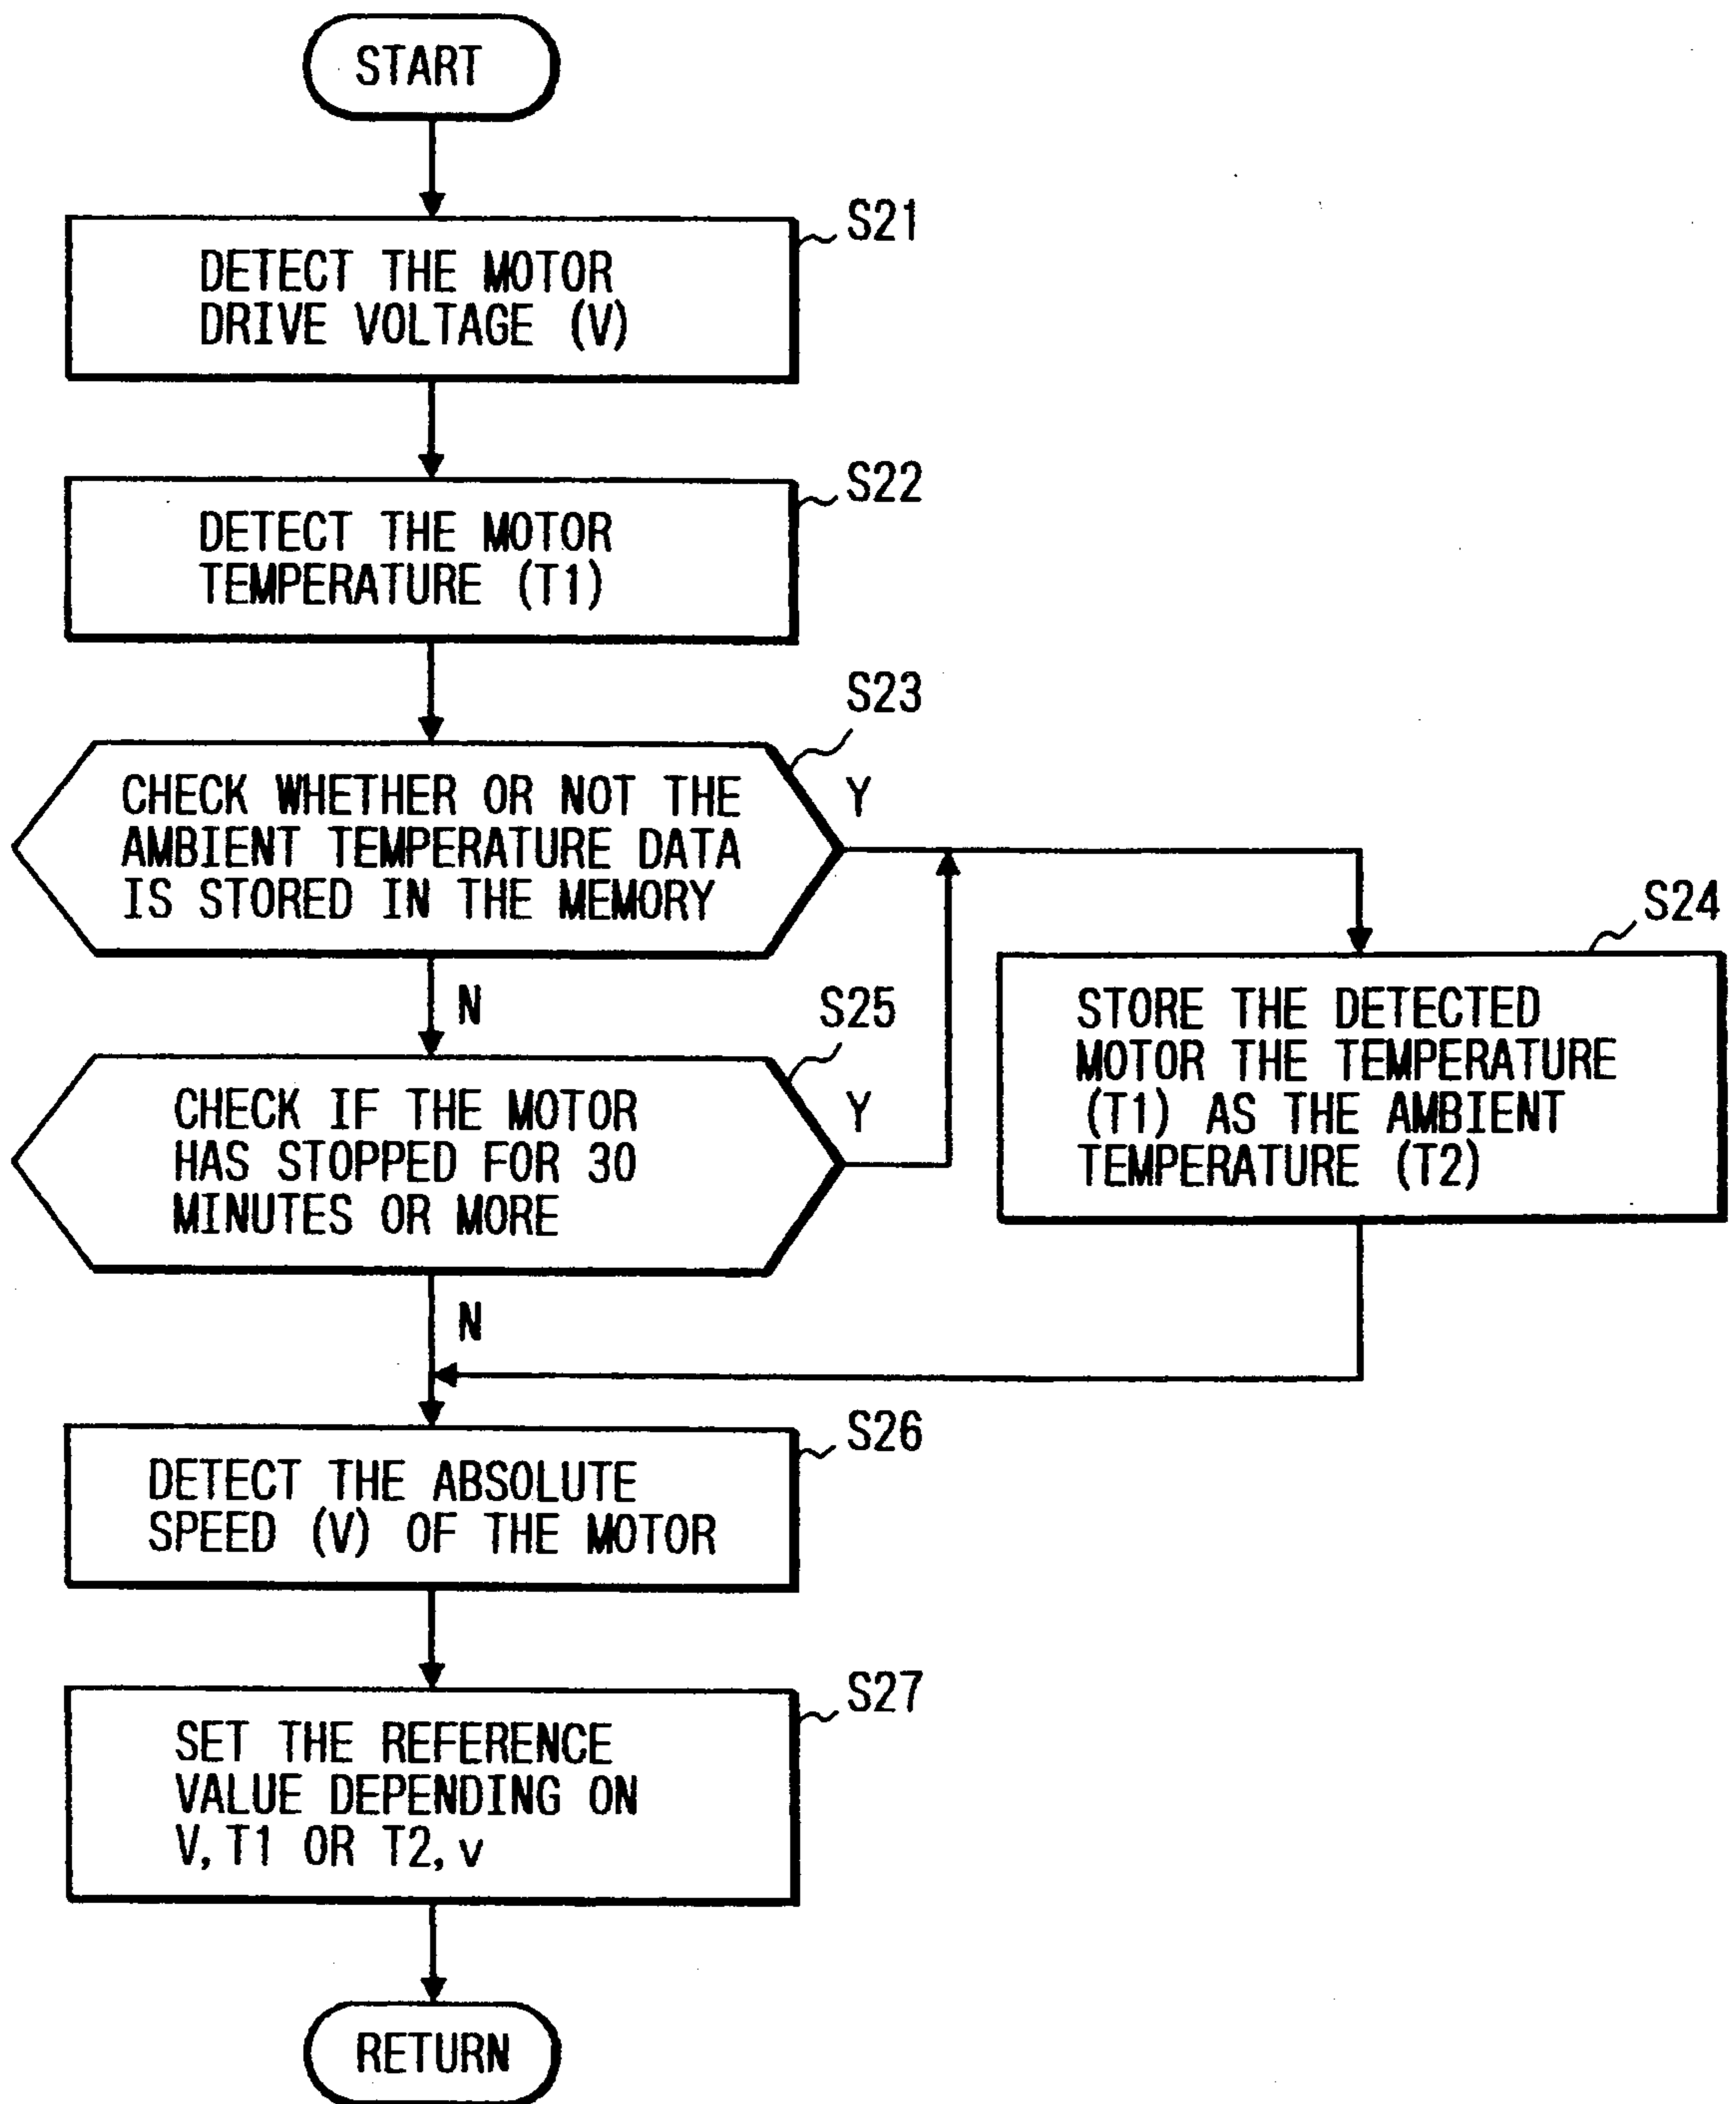 START
S21
DETECT THE MOTOR
DRIVE VOLTAGE (V)
S22
DETECT THE MOTOR
TEMPERATURE (T1)
S23
CHECK WHETHER OR NOT THE
AMBIENT TEMPERATURE DATA
IS STORED IN THE MEMORY
Y
N
S24
STORE THE DETECTED
MOTOR THE TEMPERATURE
(T1) AS THE AMBIENT
TEMPERATURE (T2)
S25
CHECK IF THE MOTOR
HAS STOPPED FOR 30
MINUTES OR MORE
Y
N
S26
DETECT THE ABSOLUTE
SPEED (V) OF THE MOTOR
S27
SET THE REFERENCE
VALUE DEPENDING ON
V, T1 OR T2, v
RETURN